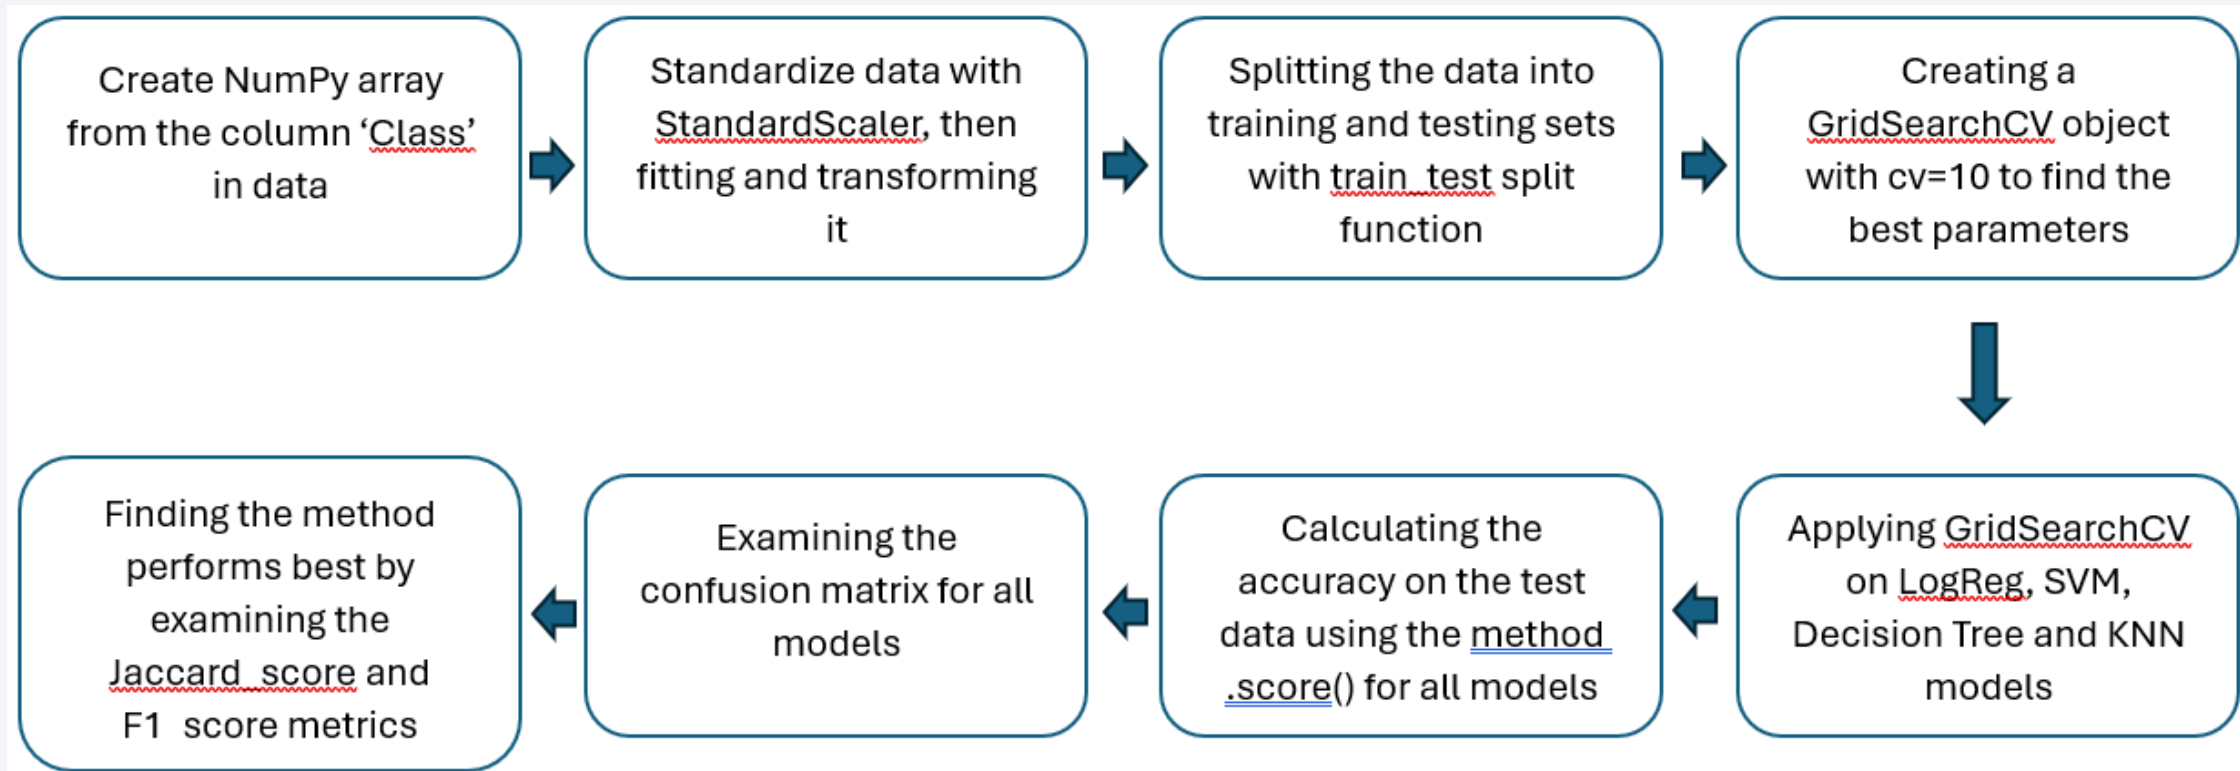 Create NumPy array
from the column ‘Class’
in data
Standardize data with
StandardScaler, then
fitting and transforming
it
Splitting the data into
training and testing sets
with train_test split
function
Creating a
GridSearchCV object
with cv=10 to find the
best parameters
Applying GridSearchCV
on LogReg, SVM,
Decision Tree and KNN
models
Calculating the
accuracy on the test
data using the method
.score() for all models
Examining the
confusion matrix for all
models
Finding the method
performs best by
examining the
Jaccard_score and
F1_score metrics